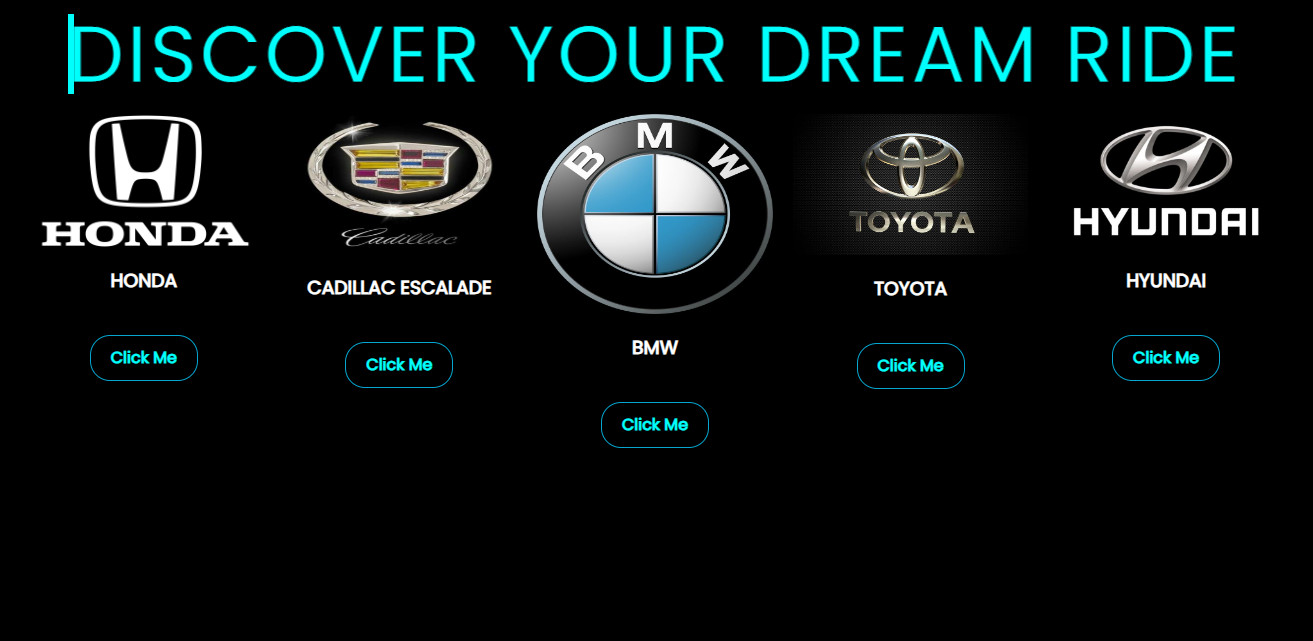 DISCOVER YOUR DREAM RIDE
HONDA
HONDA
Click Me
Cadillac
CADILLAC ESCALADE
Click Me
BMW
BMW
Click Me
TOYOTA
TOYOTA
Click Me
HYUNDAI
HYUNDAI
Click Me